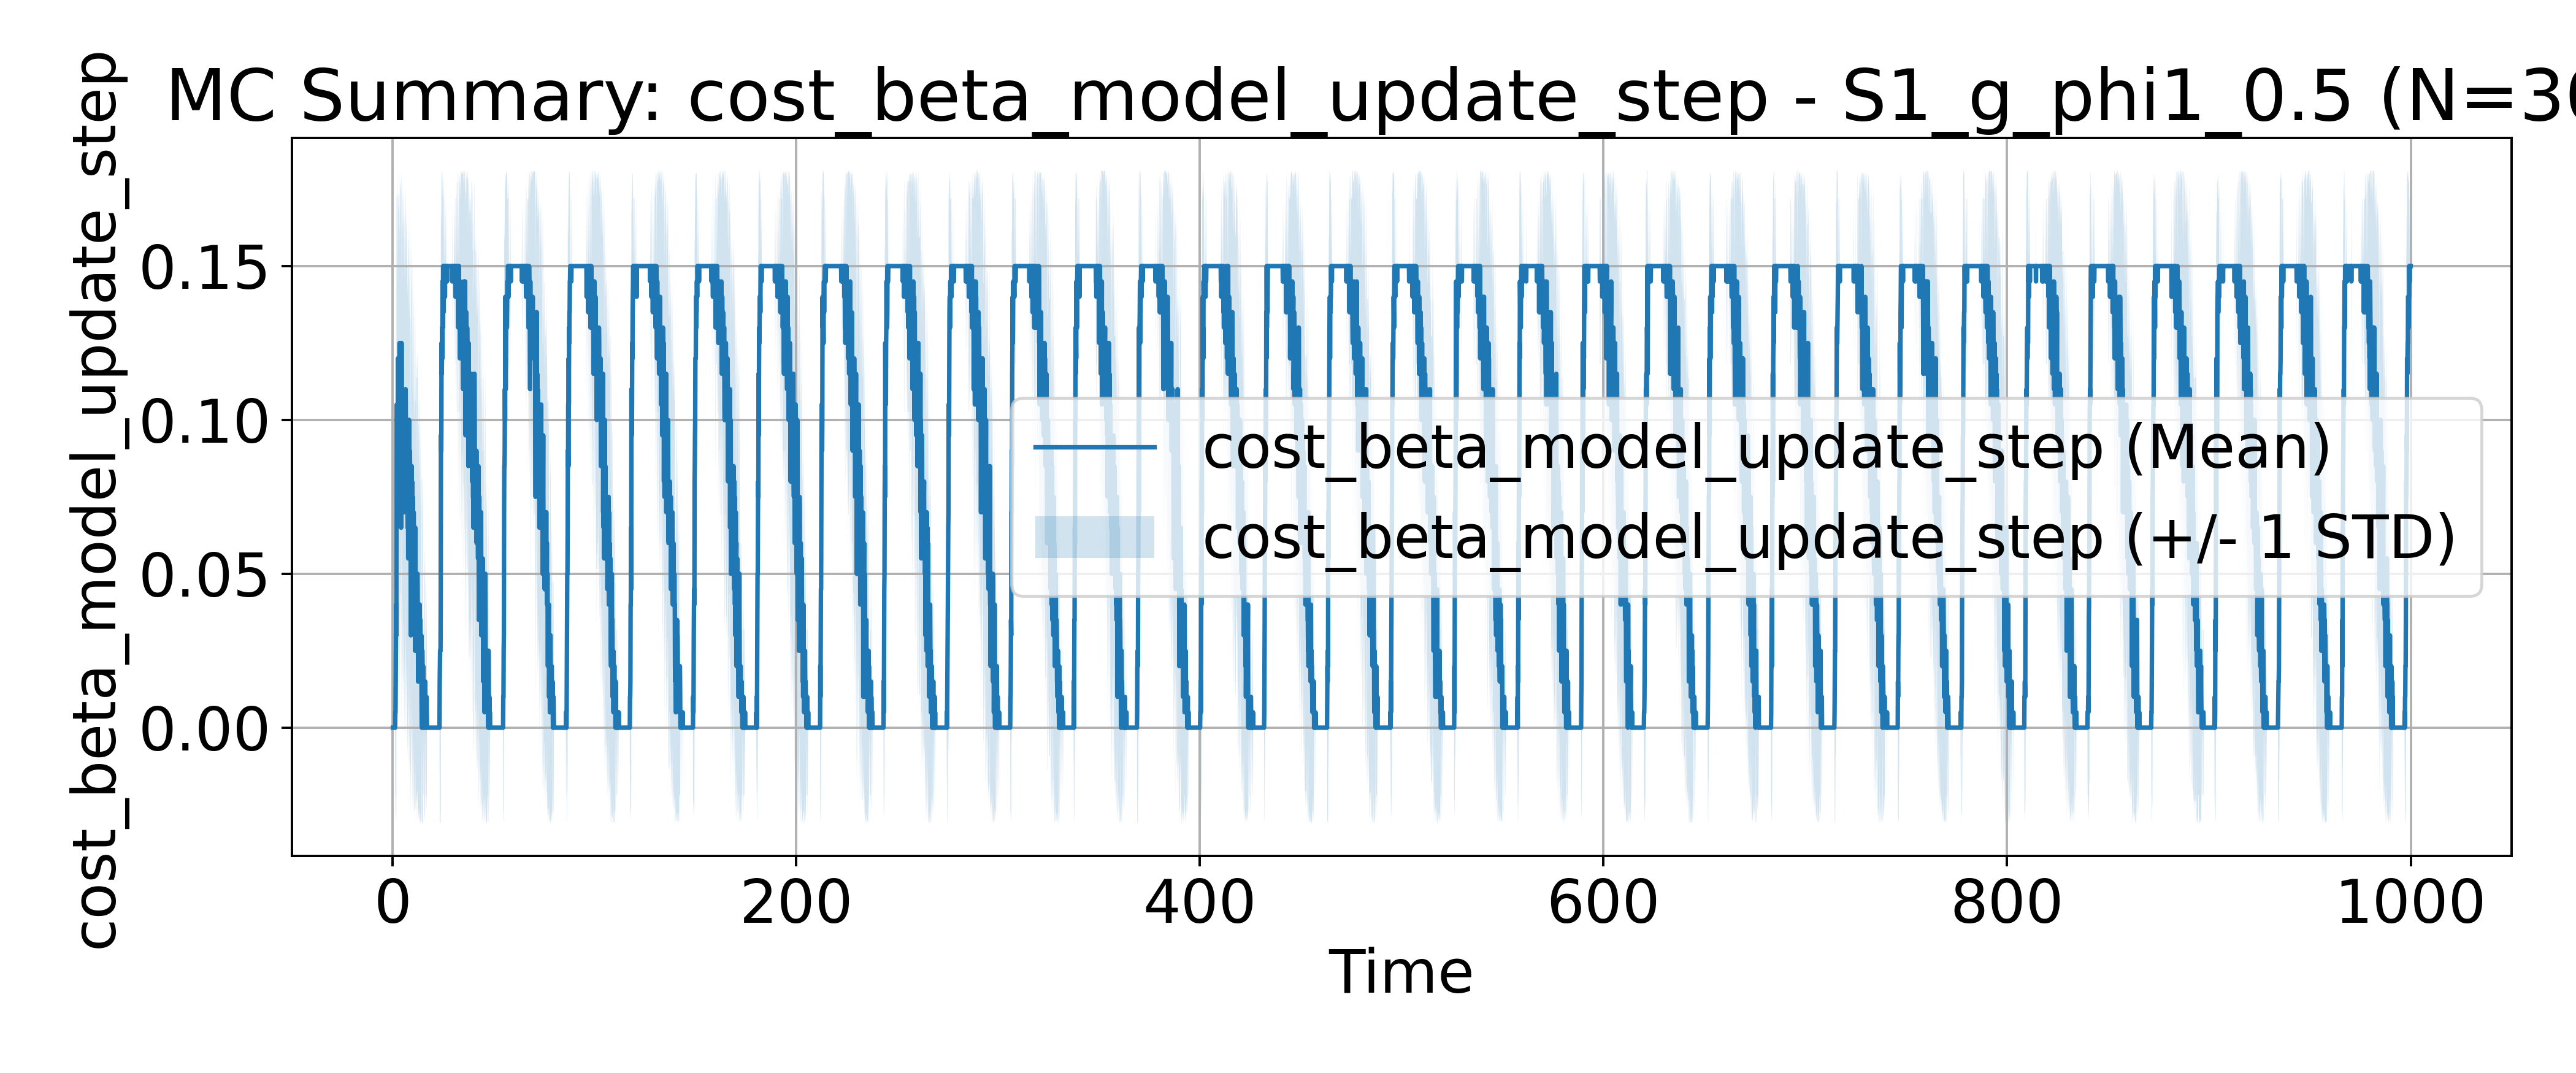 MC Summary: cost_beta_model_update_step - S1_g_phi1_0.5 (N=30
cost_beta_model_update_step
0.15
0.10
0.05
0.00
cost_beta_model_update_step (Mean)
cost_beta_model_update_step (+/- 1 STD)
0 200 400 600 800 1000
Time